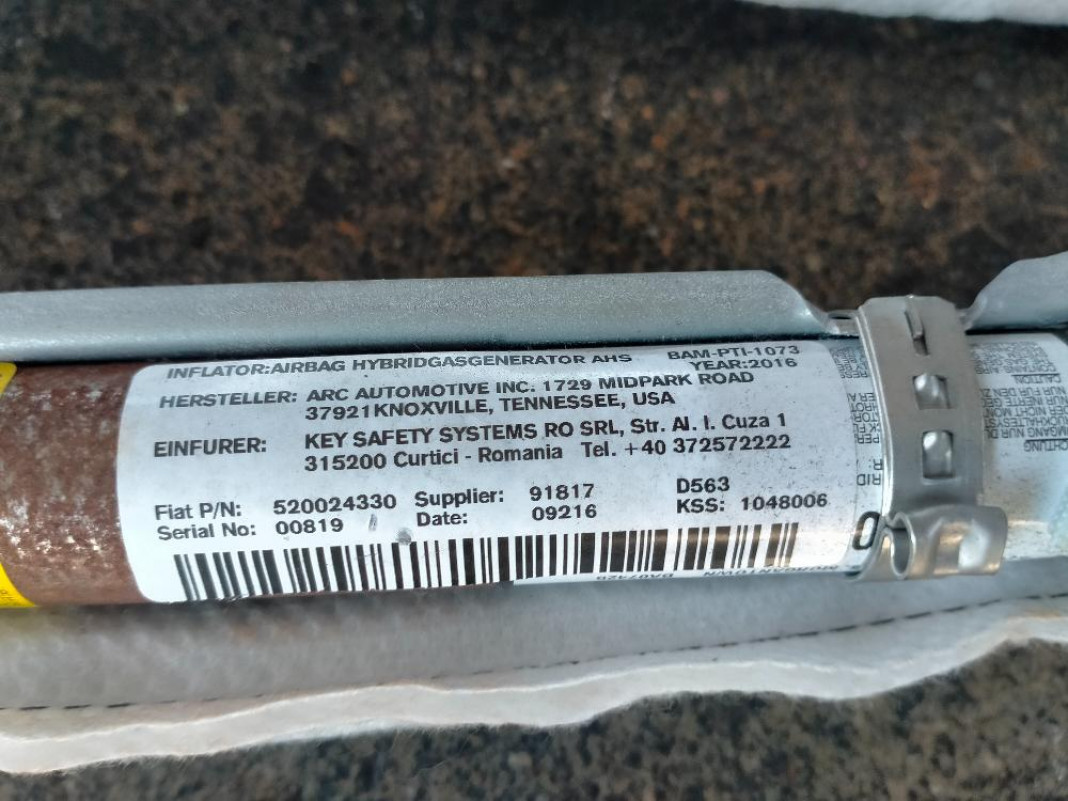 INFLATOR:AIRBAG HYBRIDGASGENERATOR AHS BAM-PTI-1073
YEAR:2016
HERSTELLER: ARC AUTOMOTIVE INC. 1729 MIDPARK ROAD
37921KNOXVILLE, TENNESSEE, USA
EINFURER: KEY SAFETY SYSTEMS RO SRL, Str. Al. I. Cuza 1
315200 Curtici - Romania Tel. +40 372572222
Fiat P/N: 520024330 Supplier: 91817 D563
Serial No: 00819 Date: 09216 KSS: 1048006
CAUTION